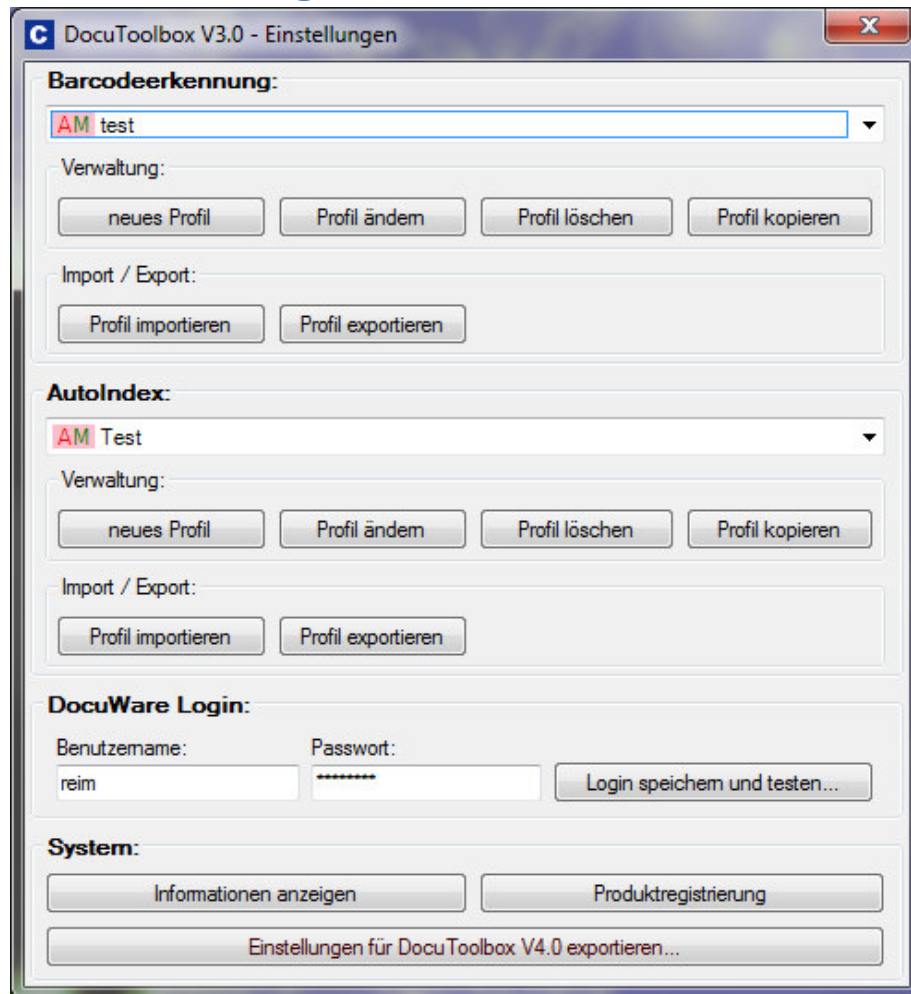 C DocuToolbox V3.0 - Einstellungen X
Barcodeerkennung:
AM test
Verwaltung:
neues Profil Profil ändern Profil löschen Profil kopieren
Import / Export:
Profil importieren Profil exportieren
AutoIndex:
AM Test
Verwaltung:
neues Profil Profil ändern Profil löschen Profil kopieren
Import / Export:
Profil importieren Profil exportieren
DocuWare Login:
Benutzername: Passwort:
reim ******** Login speichern und testen...
System:
Informationen anzeigen Produktregistrierung
Einstellungen für DocuToolbox V4.0 exportieren...